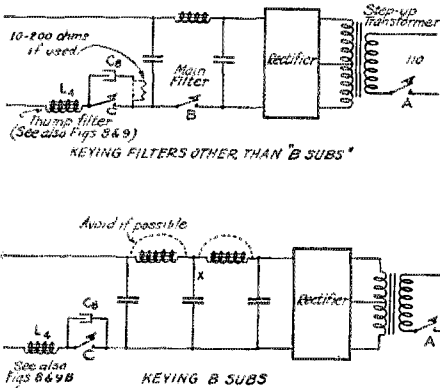 Step-up
Transformer
10-200 ohms
if used
C8
Main
Filter
Rectifier
110
L4
C
B
A
Thump filter
(See also Figs 8 & 9)
KEYING FILTERS OTHER THAN "B SUBS"
Avoid if possible
X
Rectifier
C8
L4
C
A
See also
Figs 8 & 9B
KEYING B SUBS